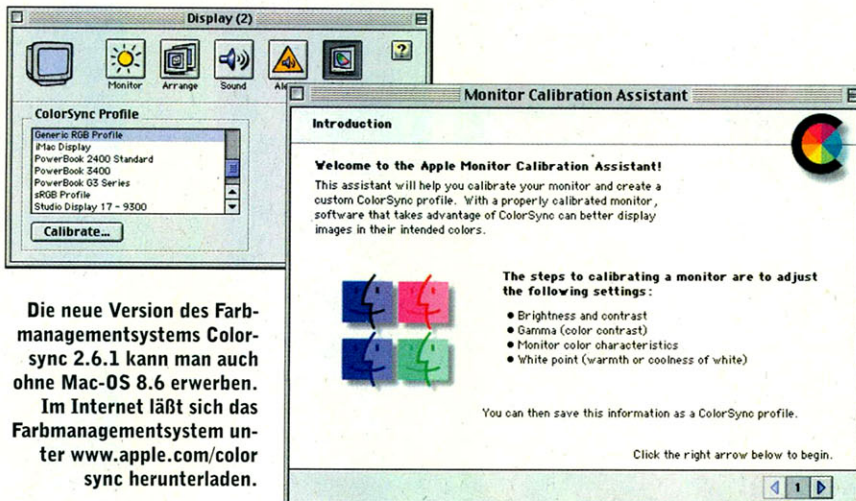 Display (2)
Monitor
Arrange
Sound
?
ColorSync Profile
Generic RGB Profile
iMac Display
PowerBook 2400 Standard
PowerBook 3400
PowerBook G3 Series
sRGB Profile
Studio Display 17 - 9300
Calibrate...
Die neue Version des Farb-
managementsystems Color-
sync 2.6.1 kann man auch
ohne Mac-OS 8.6 erwerben.
Im Internet läßt sich das
Farbmanagementsystem un-
ter www.apple.com/color
sync herunterladen.
Monitor Calibration Assistant
Introduction
Welcome to the Apple Monitor Calibration Assistant!
This assistant will help you calibrate your monitor and create a
custom ColorSync profile. With a properly calibrated monitor,
software that takes advantage of ColorSync can better display
images in their intended colors.
The steps to calibrating a monitor are to adjust
the following settings:
● Brightness and contrast
● Gamma (color contrast)
● Monitor color characteristics
● White point (warmth or coolness of white)
You can then save this information as a ColorSync profile.
Click the right arrow below to begin.
1